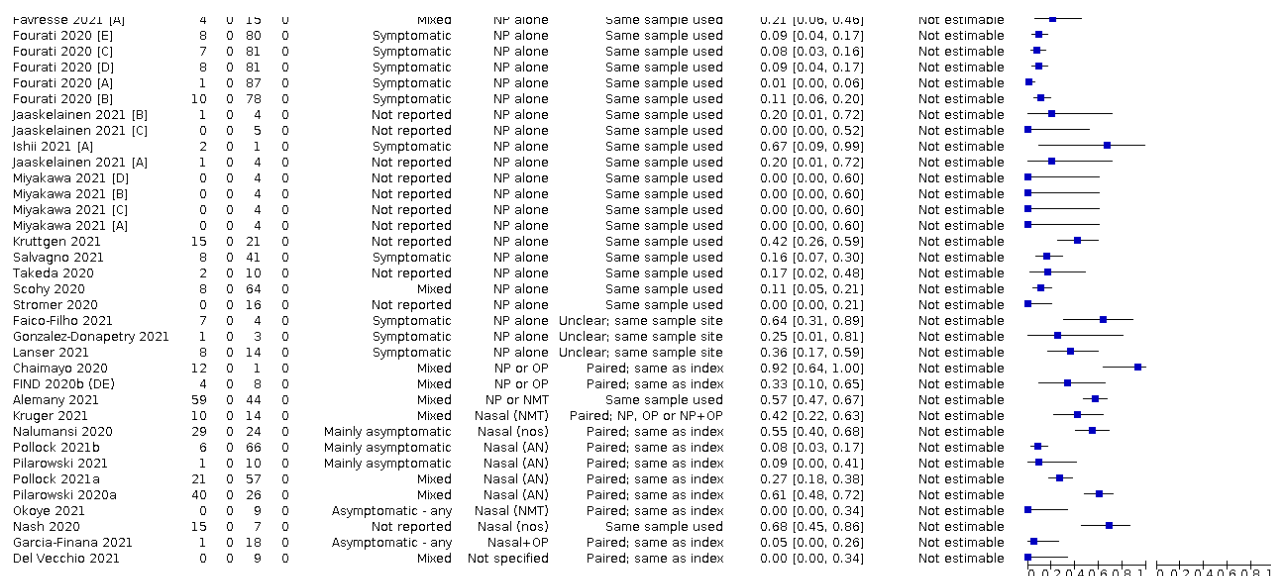 Favresse 2021 [A] 4 0 15 0 Mixed NP alone Same sample used 0.21 [0.06, 0.46] Not estimable
Fourati 2020 [E] 8 0 80 0 Symptomatic NP alone Same sample used 0.09 [0.04, 0.17] Not estimable
Fourati 2020 [C] 7 0 81 0 Symptomatic NP alone Same sample used 0.08 [0.03, 0.16] Not estimable
Fourati 2020 [D] 8 0 81 0 Symptomatic NP alone Same sample used 0.09 [0.04, 0.17] Not estimable
Fourati 2020 [A] 1 0 87 0 Symptomatic NP alone Same sample used 0.01 [0.00, 0.06] Not estimable
Fourati 2020 [B] 10 0 78 0 Symptomatic NP alone Same sample used 0.11 [0.06, 0.20] Not estimable
Jaaskelainen 2021 [B] 1 0 4 0 Not reported NP alone Same sample used 0.20 [0.01, 0.72] Not estimable
Jaaskelainen 2021 [C] 0 0 5 0 Not reported NP alone Same sample used 0.00 [0.00, 0.52] Not estimable
Ishii 2021 [A] 2 0 1 0 Symptomatic NP alone Same sample used 0.67 [0.09, 0.99] Not estimable
Jaaskelainen 2021 [A] 1 0 4 0 Not reported NP alone Same sample used 0.20 [0.01, 0.72] Not estimable
Miyakawa 2021 [D] 0 0 4 0 Not reported NP alone Same sample used 0.00 [0.00, 0.60] Not estimable
Miyakawa 2021 [B] 0 0 4 0 Not reported NP alone Same sample used 0.00 [0.00, 0.60] Not estimable
Miyakawa 2021 [C] 0 0 4 0 Not reported NP alone Same sample used 0.00 [0.00, 0.60] Not estimable
Miyakawa 2021 [A] 0 0 4 0 Not reported NP alone Same sample used 0.00 [0.00, 0.60] Not estimable
Kruttgen 2021 15 0 21 0 Not reported NP alone Same sample used 0.42 [0.26, 0.59] Not estimable
Salvagno 2021 8 0 41 0 Symptomatic NP alone Same sample used 0.16 [0.07, 0.30] Not estimable
Takeda 2020 2 0 10 0 Not reported NP alone Same sample used 0.17 [0.02, 0.48] Not estimable
Scohy 2020 8 0 64 0 Mixed NP alone Same sample used 0.11 [0.05, 0.21] Not estimable
Stromer 2020 0 0 16 0 Not reported NP alone Same sample used 0.00 [0.00, 0.21] Not estimable
Faico-Filho 2021 7 0 4 0 Symptomatic NP alone Unclear; same sample site 0.64 [0.31, 0.89] Not estimable
Gonzalez-Donapetry 2021 1 0 3 0 Symptomatic NP alone Unclear; same sample site 0.25 [0.01, 0.81] Not estimable
Lanser 2021 8 0 14 0 Symptomatic NP alone Unclear; same sample site 0.36 [0.17, 0.59] Not estimable
Chaimayo 2020 12 0 1 0 Mixed NP or OP Paired; same as index 0.92 [0.64, 1.00] Not estimable
FIND 2020b (DE) 4 0 8 0 Mixed NP or OP Paired; same as index 0.33 [0.10, 0.65] Not estimable
Alemany 2021 59 0 44 0 Mixed NP or NMT Same sample used 0.57 [0.47, 0.67] Not estimable
Kruger 2021 10 0 14 0 Mixed Nasal (NMT) Paired; NP, OP or NP+OP 0.42 [0.22, 0.63] Not estimable
Nalumansi 2020 29 0 24 0 Mainly asymptomatic Nasal (nos) Paired; same as index 0.55 [0.40, 0.68] Not estimable
Pollock 2021b 6 0 66 0 Mainly asymptomatic Nasal (AN) Paired; same as index 0.08 [0.03, 0.17] Not estimable
Pilarowski 2021 1 0 10 0 Mainly asymptomatic Nasal (AN) Paired; same as index 0.09 [0.00, 0.41] Not estimable
Pollock 2021a 21 0 57 0 Mixed Nasal (AN) Paired; same as index 0.27 [0.18, 0.38] Not estimable
Pilarowski 2020a 40 0 26 0 Mixed Nasal (AN) Paired; same as index 0.61 [0.48, 0.72] Not estimable
Okoye 2021 0 0 9 0 Asymptomatic - any Nasal (NMT) Paired; same as index 0.00 [0.00, 0.34] Not estimable
Nash 2020 15 0 7 0 Not reported Nasal (nos) Same sample used 0.68 [0.45, 0.86] Not estimable
Garcia-Finana 2021 1 0 18 0 Asymptomatic - any Nasal+OP Paired; same as index 0.05 [0.00, 0.26] Not estimable
Del Vecchio 2021 0 0 9 0 Mixed Not specified Paired; same as index 0.00 [0.00, 0.34] Not estimable
0 0.2 0.4 0.6 0.8 1 0 0.2 0.4 0.6 0.8 1